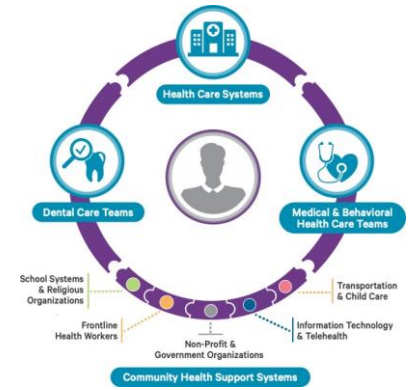 Health Care Systems
Dental Care Teams
Medical & Behavioral
Health Care Teams
School Systems
& Religious
Organizations
Transportation
& Child Care
Frontline
Health Workers
Information Technology
& Telehealth
Non-Profit &
Government Organizations
Community Health Support Systems